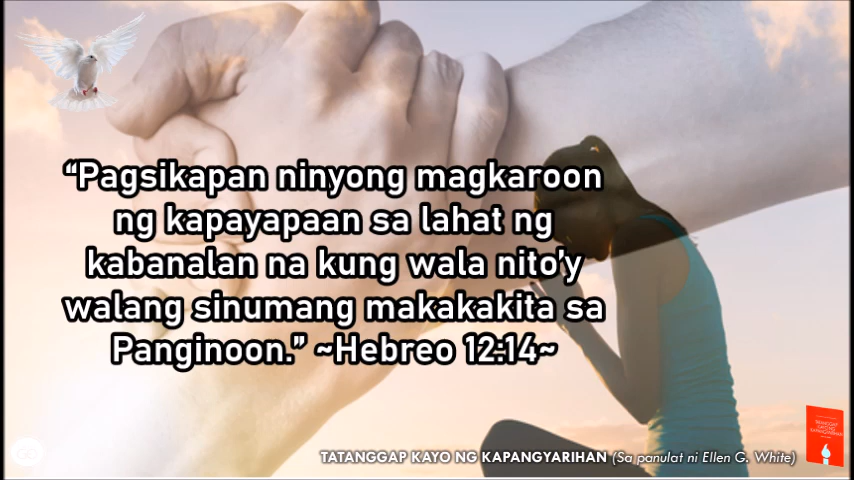 “Pagsikapan ninyong magkaroon
ng kapayapaan sa lahat ng
kabanalan na kung wala nito’y
walang sinumang makakakita sa
Panginoon.” ~Hebreo 12:14~
TATANGGAP KAYO NG KAPANGYARIHAN (Sa panulat ni Ellen G. White)